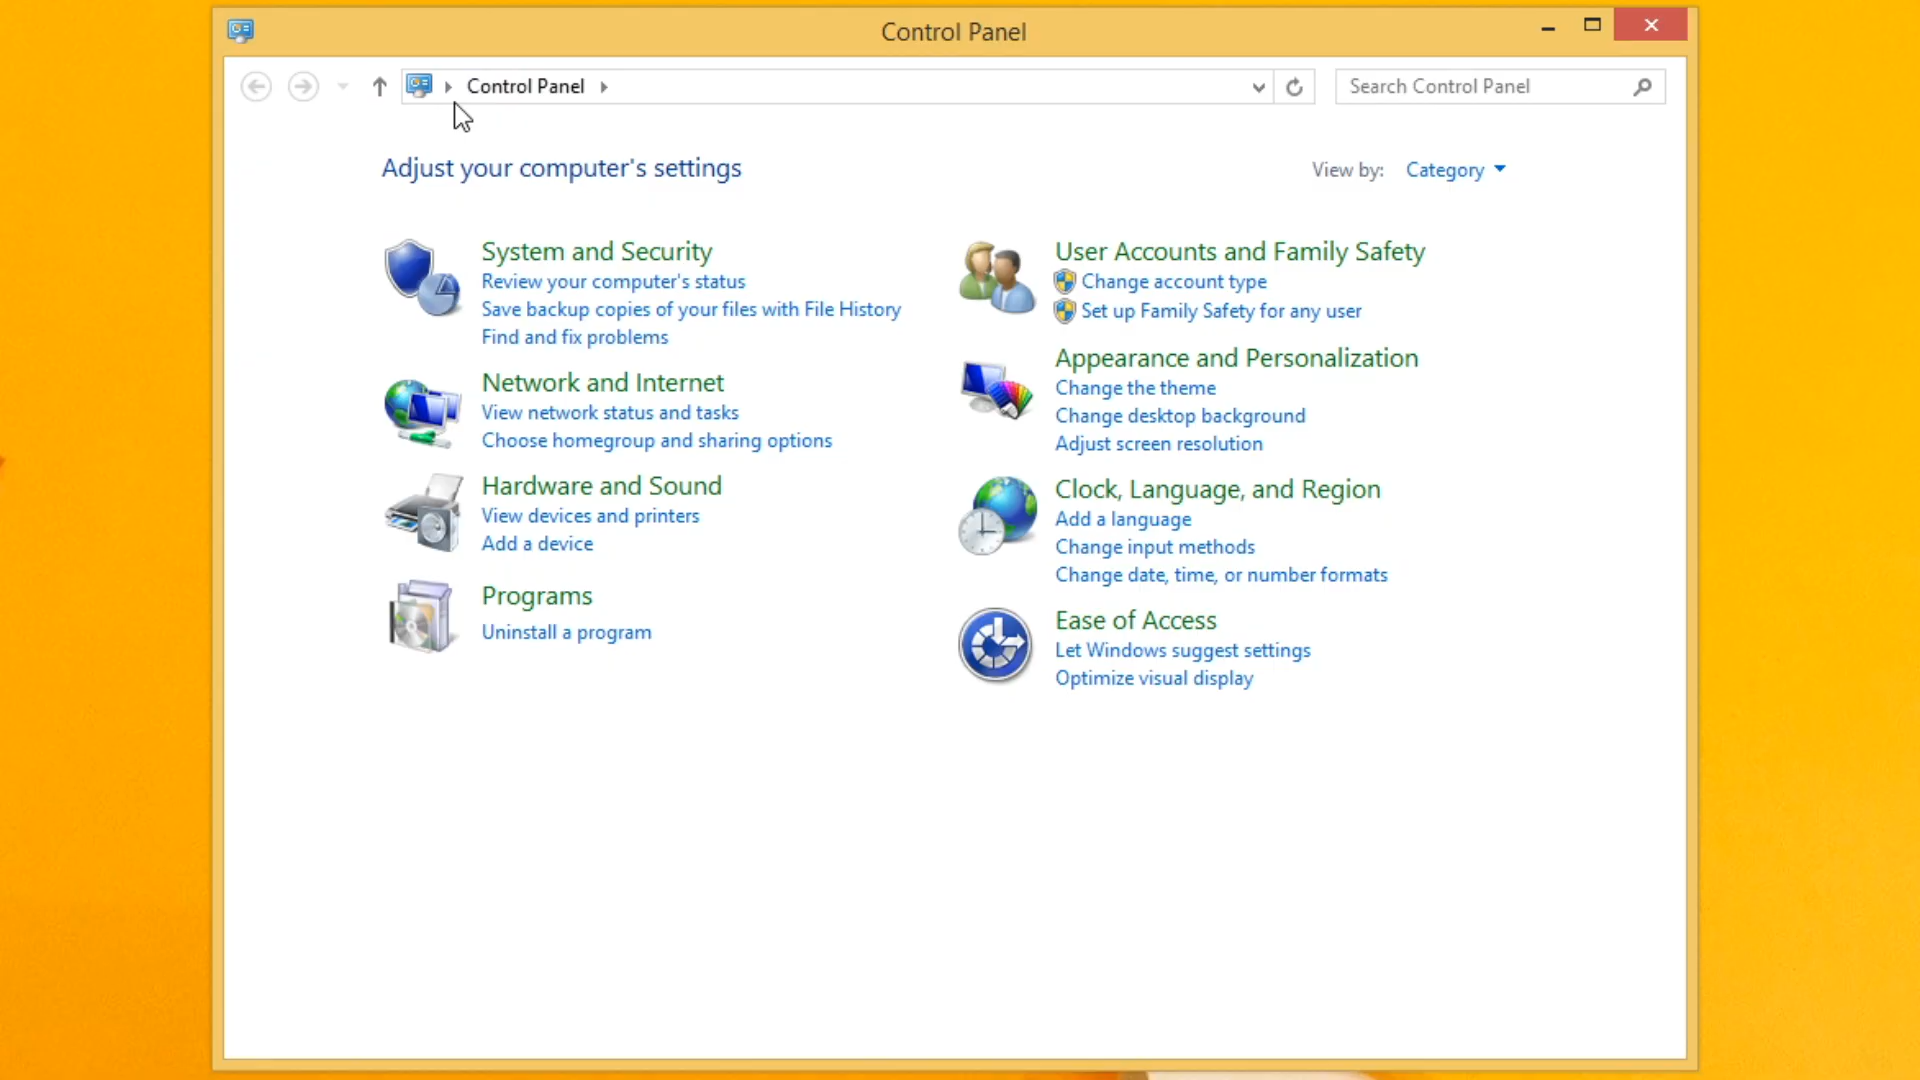 Control Panel
Control Panel
Search Control Panel
Adjust your computer's settings
View by: Category
System and Security
Review your computer's status
Save backup copies of your files with File History
Find and fix problems
Network and Internet
View network status and tasks
Choose homegroup and sharing options
Hardware and Sound
View devices and printers
Add a device
Programs
Uninstall a program
User Accounts and Family Safety
Change account type
Set up Family Safety for any user
Appearance and Personalization
Change the theme
Change desktop background
Adjust screen resolution
Clock, Language, and Region
Add a language
Change input methods
Change date, time, or number formats
Ease of Access
Let Windows suggest settings
Optimize visual display